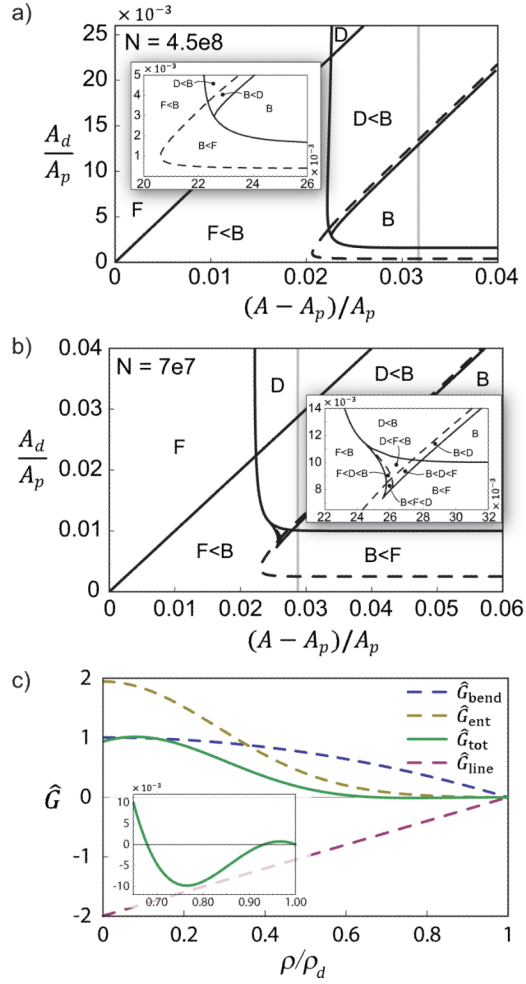 a)
25
20
15
10
5
0
× 10⁻³
A_d
A_p
N = 4.5e8
D
D<B
B
F
F<B
5
4
3
2
1
× 10⁻³
D<B
B<D
B
F<B
B<F
20 22 24 26
× 10⁻³
0 0.01 0.02 0.03 0.04
(A − A_p)/A_p
b)
0.04
0.03
0.02
0.01
0
A_d
A_p
N = 7e7
D
D<B
B
F
F<B
B<F
14
12
10
8
× 10⁻³
D<B
B
D<F<B
B<D
F<B
F<D<B
B<D<F
B<F
B<F<D
22 24 26 28 30 32
× 10⁻³
0 0.01 0.02 0.03 0.04 0.05 0.06
(A − A_p)/A_p
c)
2
1
0
-1
-2
Ĝ
Ĝ_bend
Ĝ_ent
Ĝ_tot
Ĝ_line
× 10⁻³
10
5
0
-5
-10
0.70 0.80 0.90 1.00
0 0.2 0.4 0.6 0.8 1
ρ/ρ_d